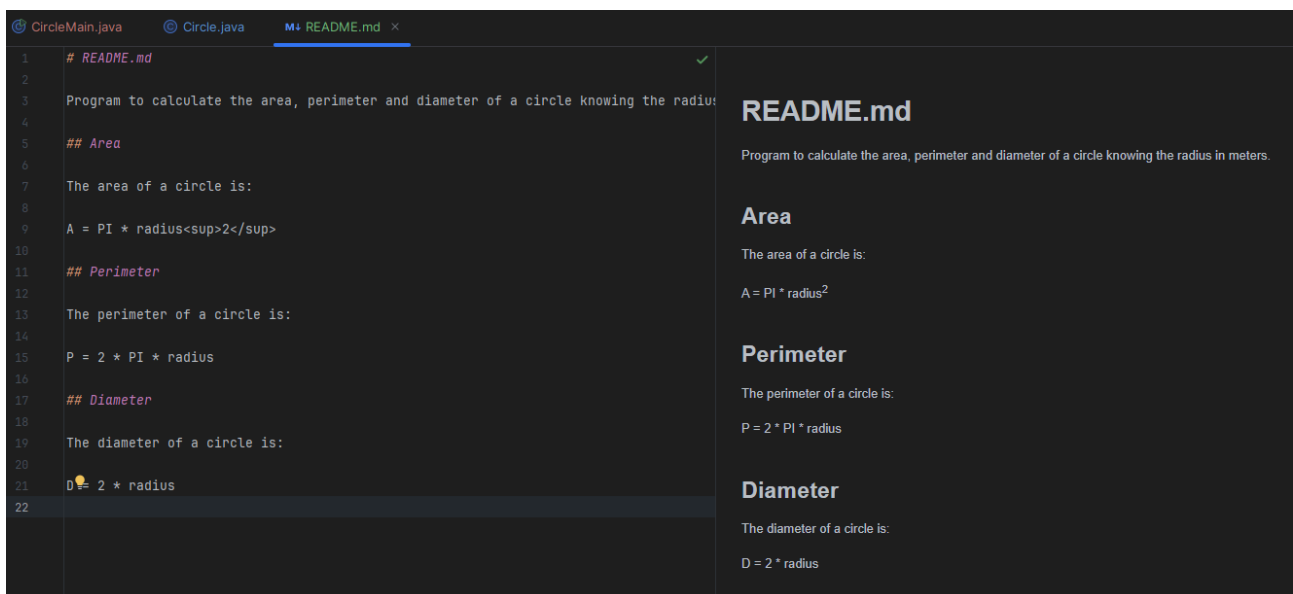 CircleMain.java
Circle.java
README.md
1 # README.md
2
3 Program to calculate the area, perimeter and diameter of a circle knowing the radius
4
5 ## Area
6
7 The area of a circle is:
8
9 A = PI * radius<sup>2</sup>
10
11 ## Perimeter
12
13 The perimeter of a circle is:
14
15 P = 2 * PI * radius
16
17 ## Diameter
18
19 The diameter of a circle is:
20
21 D = 2 * radius
22
README.md
Program to calculate the area, perimeter and diameter of a circle knowing the radius in meters.
Area
The area of a circle is:
A = PI * radius2
Perimeter
The perimeter of a circle is:
P = 2 * PI * radius
Diameter
The diameter of a circle is:
D = 2 * radius